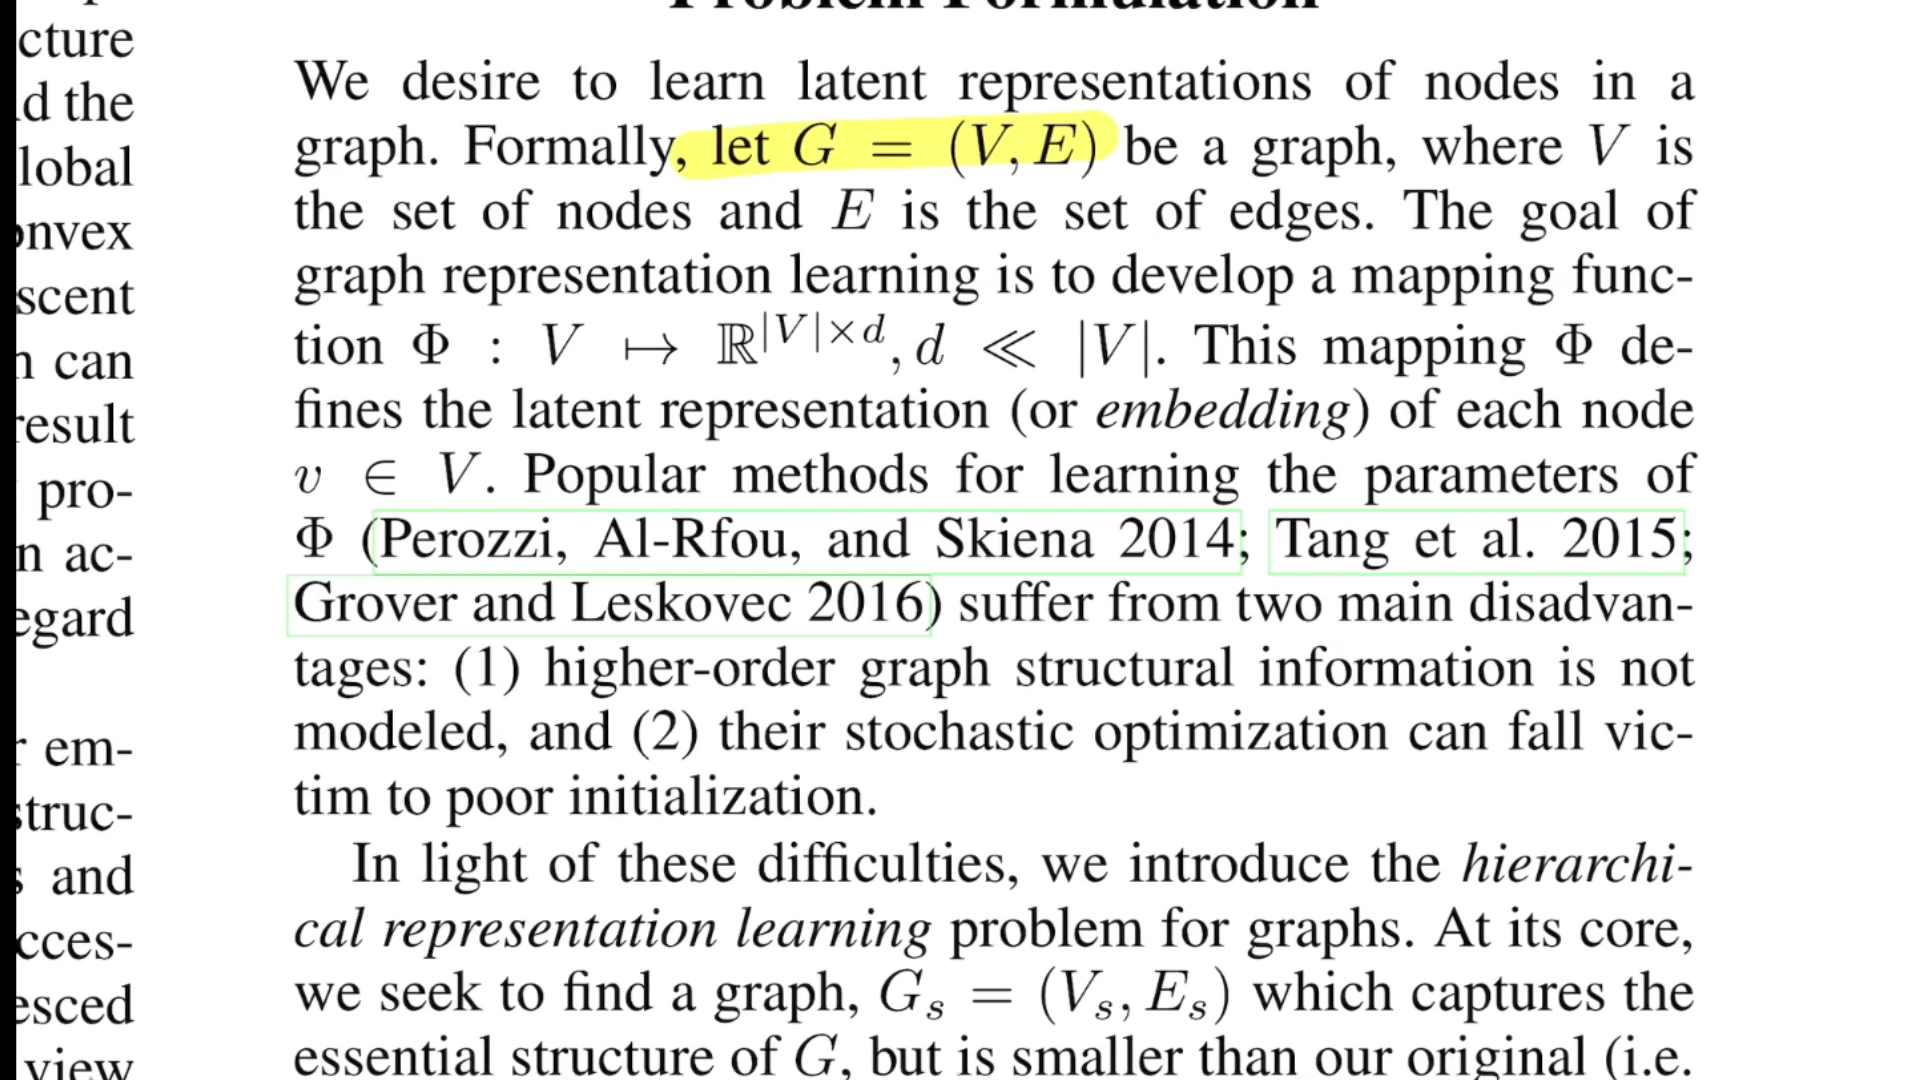 cture
d the
lobal
onvex
scent
n can
result
pro-
n ac-
egard
r em-
struc-
s and
cces-
esced
view
Problem Formulation
We desire to learn latent representations of nodes in a
graph. Formally, let G = (V, E) be a graph, where V is
the set of nodes and E is the set of edges. The goal of
graph representation learning is to develop a mapping func-
tion Φ : V ↦ ℝ^{|V|×d}, d ≪ |V|. This mapping Φ de-
fines the latent representation (or embedding) of each node
v ∈ V. Popular methods for learning the parameters of
Φ (Perozzi, Al-Rfou, and Skiena 2014; Tang et al. 2015;
Grover and Leskovec 2016) suffer from two main disadvan-
tages: (1) higher-order graph structural information is not
modeled, and (2) their stochastic optimization can fall vic-
tim to poor initialization.
In light of these difficulties, we introduce the hierarchi-
cal representation learning problem for graphs. At its core,
we seek to find a graph, G_s = (V_s, E_s) which captures the
essential structure of G, but is smaller than our original (i.e.